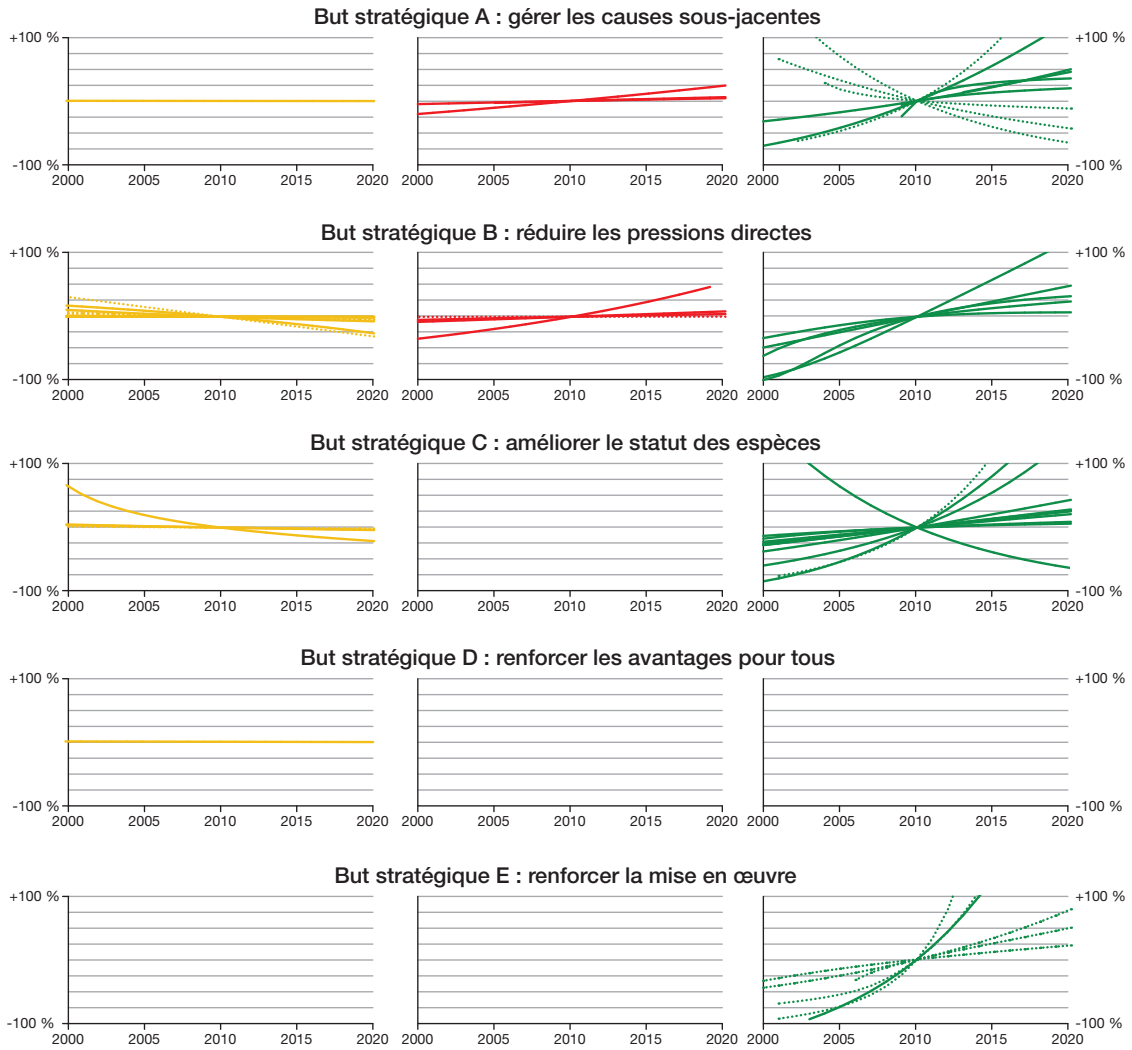 But stratégique A : gérer les causes sous-jacentes
+100 % +100 %
-100 % -100 %
2000 2005 2010 2015 2020 2000 2005 2010 2015 2020 2000 2005 2010 2015 2020
But stratégique B : réduire les pressions directes
+100 % +100 %
-100 % -100 %
2000 2005 2010 2015 2020 2000 2005 2010 2015 2020 2000 2005 2010 2015 2020
But stratégique C : améliorer le statut des espèces
+100 % +100 %
-100 % -100 %
2000 2005 2010 2015 2020 2000 2005 2010 2015 2020 2000 2005 2010 2015 2020
But stratégique D : renforcer les avantages pour tous
+100 % +100 %
-100 % -100 %
2000 2005 2010 2015 2020 2000 2005 2010 2015 2020 2000 2005 2010 2015 2020
But stratégique E : renforcer la mise en œuvre
+100 % +100 %
-100 % -100 %
2000 2005 2010 2015 2020 2000 2005 2010 2015 2020 2000 2005 2010 2015 2020